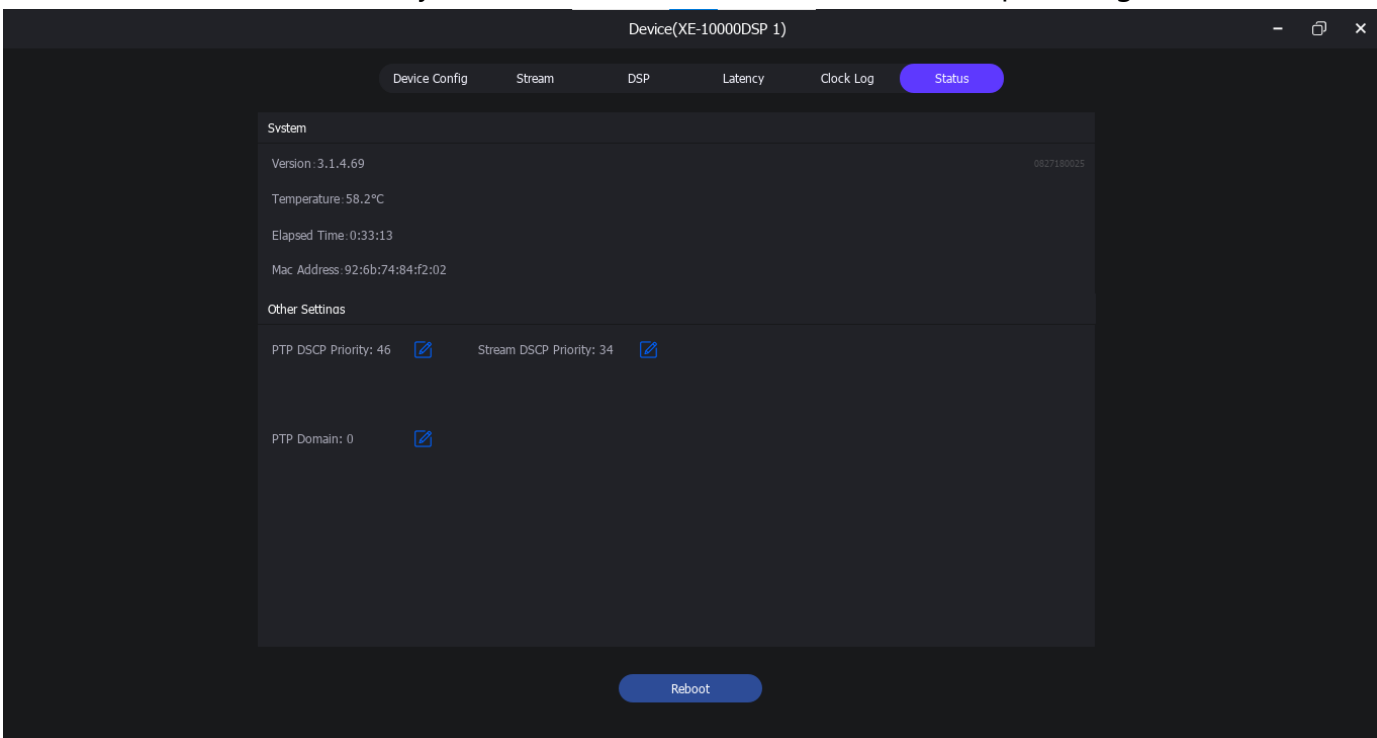 Device(XE-10000DSP 1)
Device Config Stream DSP Latency Clock Log Status
System
Version:3.1.4.69 0827180025
Temperature:58.2°C
Elapsed Time:0:33:13
Mac Address:92:6b:74:84:f2:02
Other Settings
PTP DSCP Priority: 46 Stream DSCP Priority: 34
PTP Domain: 0
Reboot